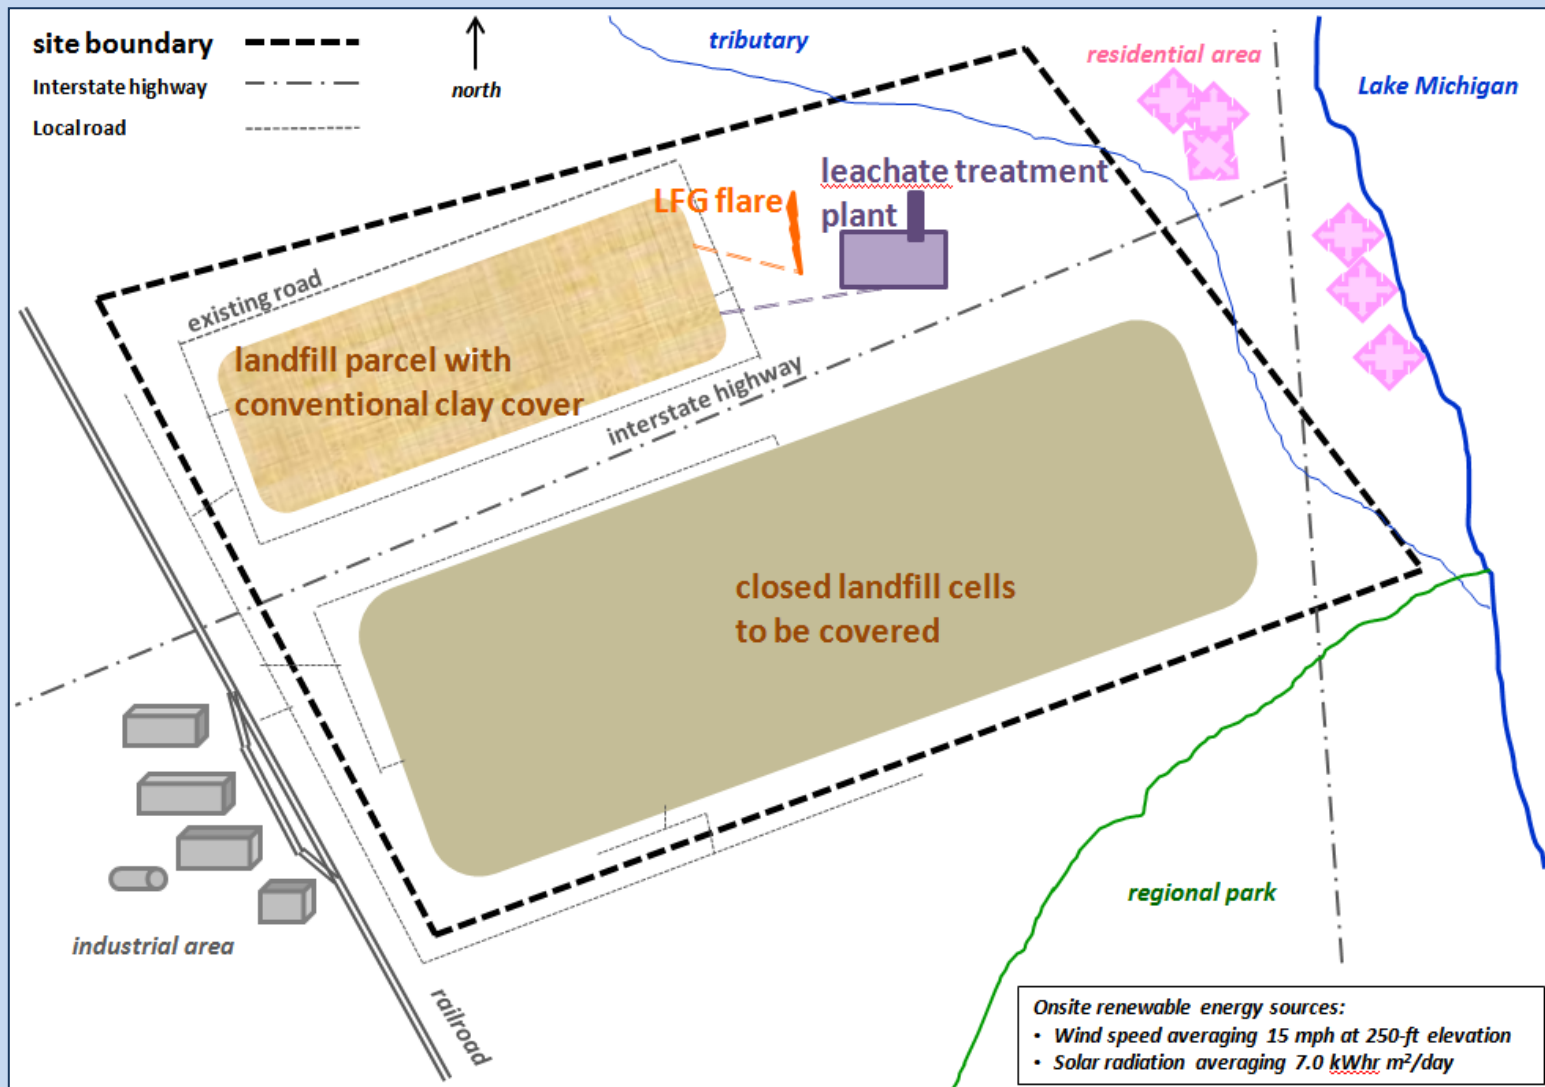 site boundary
Interstate highway
Local road
north
tributary
residential area
Lake Michigan
LFG flare
leachate treatment
plant
existing road
landfill parcel with
conventional clay cover
interstate highway
closed landfill cells
to be covered
industrial area
railroad
regional park
Onsite renewable energy sources:
• Wind speed averaging 15 mph at 250-ft elevation
• Solar radiation averaging 7.0 kWhr m²/day